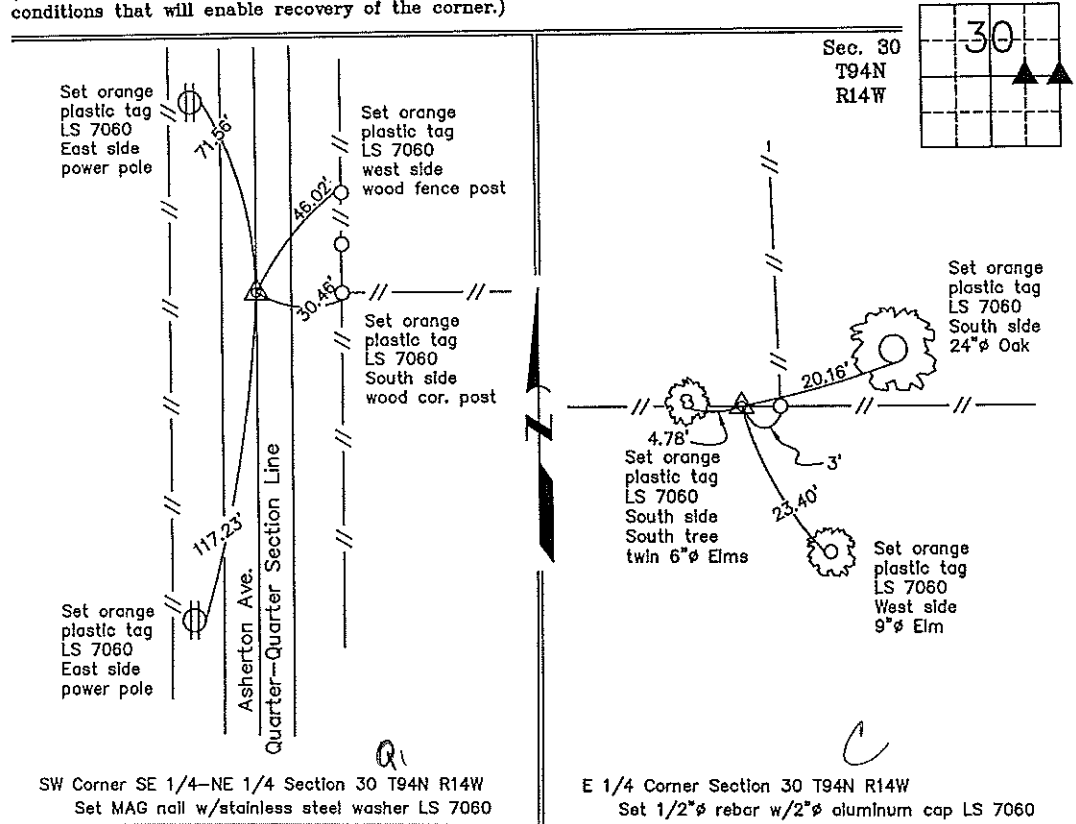 conditions that will enable recovery of the corner.)
Sec. 30
T94N
R14W
30
Set orange
plastic tag
LS 7060
East side
power pole
71.56'
Set orange
plastic tag
LS 7060
west side
wood fence post
46.02'
30.46'
Set orange
plastic tag
LS 7060
South side
wood cor. post
117.23'
Set orange
plastic tag
LS 7060
East side
power pole
Asherton Ave.
Quarter-Quarter Section Line
Q1
SW Corner SE 1/4-NE 1/4 Section 30 T94N R14W
Set MAG nail w/stainless steel washer LS 7060
Set orange
plastic tag
LS 7060
South side
24"ø Oak
20.16'
4.78'
3'
Set orange
plastic tag
LS 7060
South side
South tree
twin 6"ø Elms
23.40'
Set orange
plastic tag
LS 7060
West side
9"ø Elm
C
E 1/4 Corner Section 30 T94N R14W
Set 1/2"ø rebar w/2"ø aluminum cap LS 7060